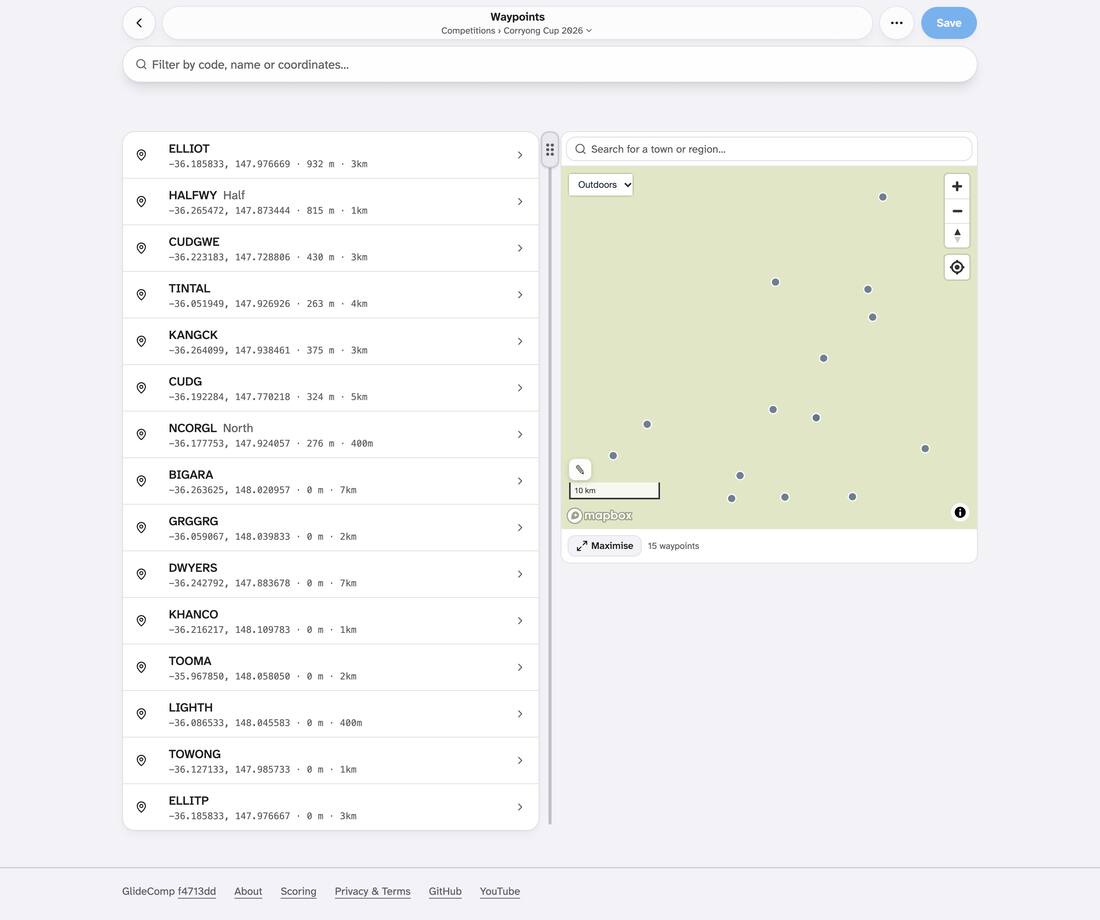 Waypoints
Competitions › Corryong Cup 2026
Save
Filter by code, name or coordinates...
ELLIOT
-36.185833, 147.976669 · 932 m · 3km
HALFWY Half
-36.265472, 147.873444 · 815 m · 1km
CUDGWE
-36.223183, 147.728806 · 430 m · 3km
TINTAL
-36.051949, 147.926926 · 263 m · 4km
KANGCK
-36.264099, 147.938461 · 375 m · 3km
CUDG
-36.192284, 147.770218 · 324 m · 5km
NCORGL North
-36.177753, 147.924057 · 276 m · 400m
BIGARA
-36.263625, 148.020957 · 0 m · 7km
GRGGRG
-36.059067, 148.039833 · 0 m · 2km
DWYERS
-36.242792, 147.883678 · 0 m · 7km
KHANCO
-36.216217, 148.109783 · 0 m · 1km
TOOMA
-35.967850, 148.058050 · 0 m · 2km
LIGHTH
-36.086533, 148.045583 · 0 m · 400m
TOWONG
-36.127133, 147.985733 · 0 m · 1km
ELLITP
-36.185833, 147.976667 · 0 m · 3km
Search for a town or region...
Outdoors
10 km
mapbox
Maximise 15 waypoints
GlideComp f4713dd About Scoring Privacy & Terms GitHub YouTube